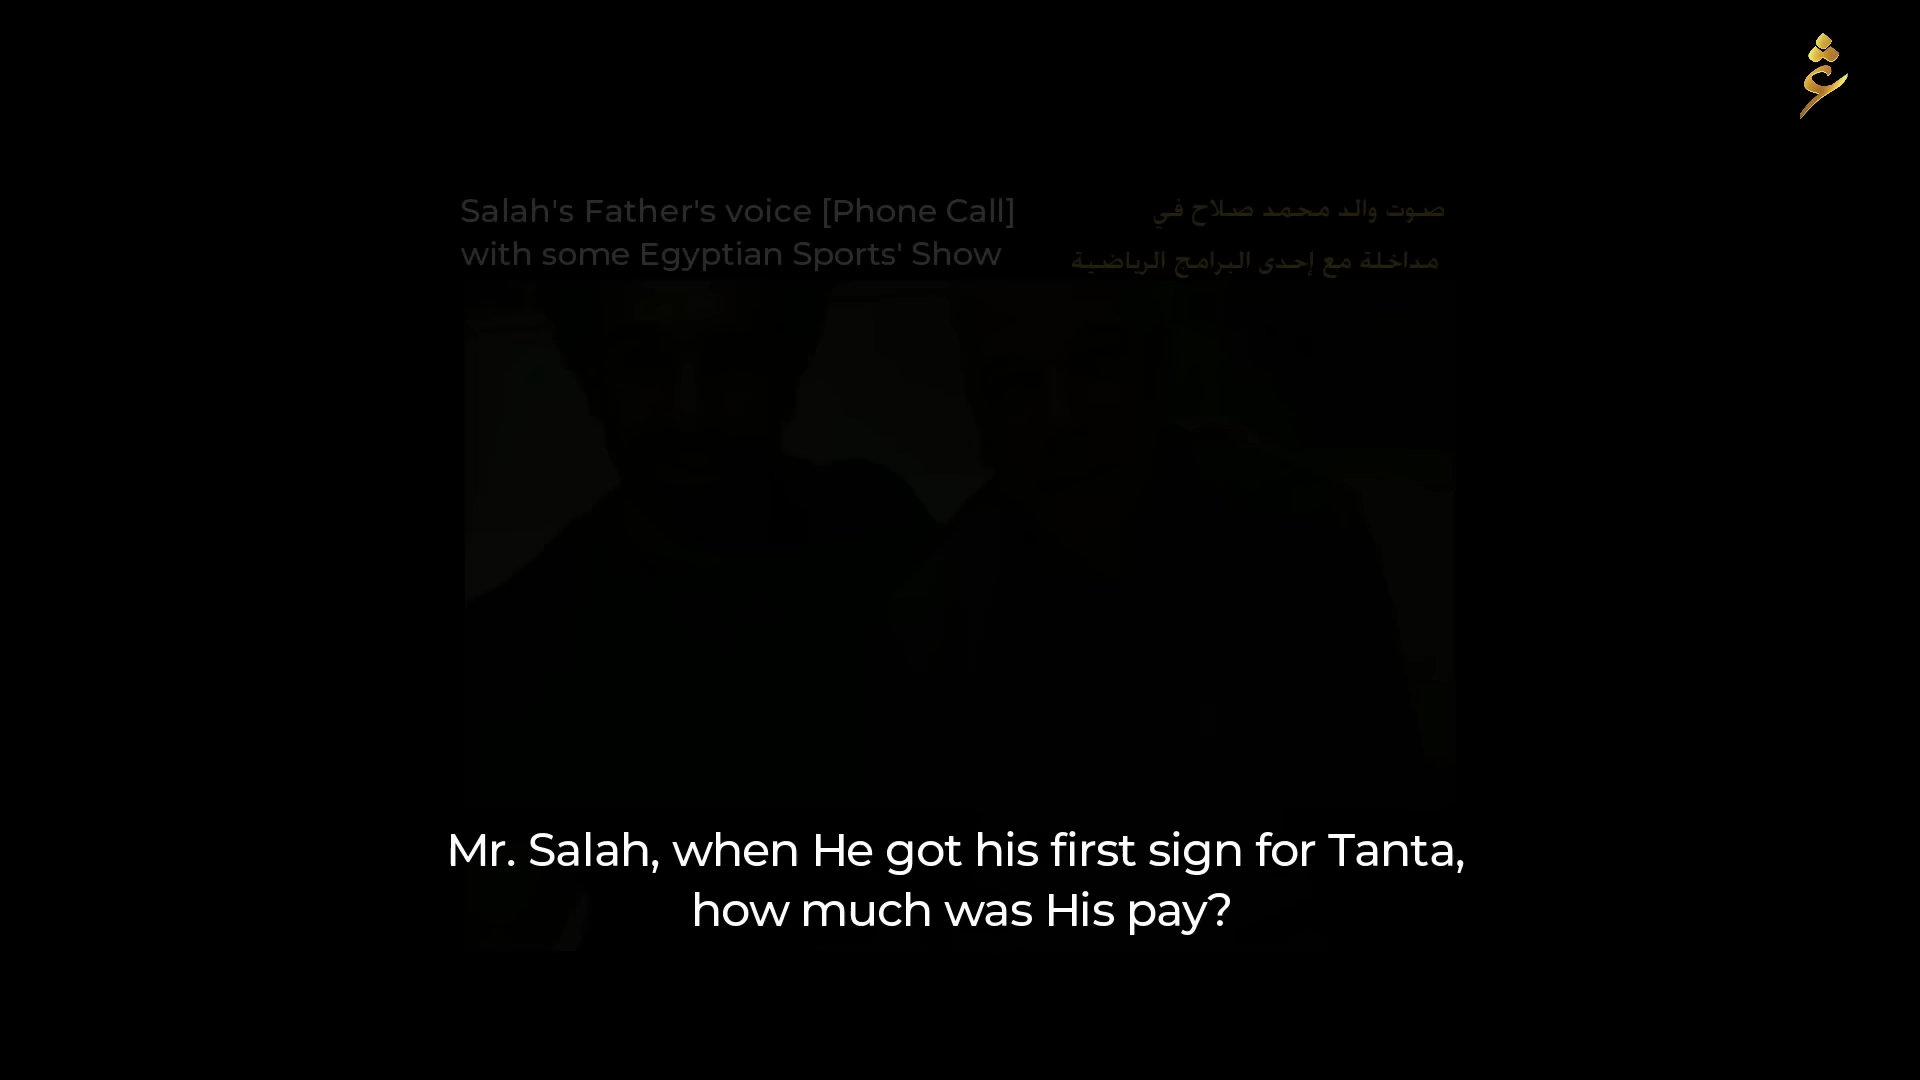 Salah's Father's voice [Phone Call]
with some Egyptian Sports' Show
صوت والد محمد صلاح في
مداخلة مع إحدى البرامج الرياضية
Mr. Salah, when He got his first sign for Tanta,
how much was His pay?